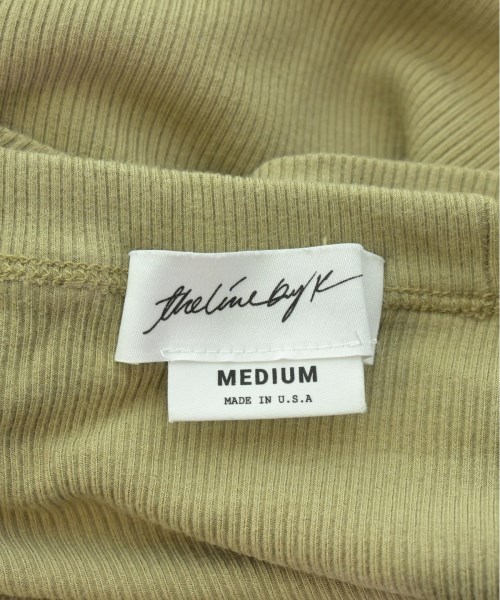 the line by K
MEDIUM
MADE IN U.S.A